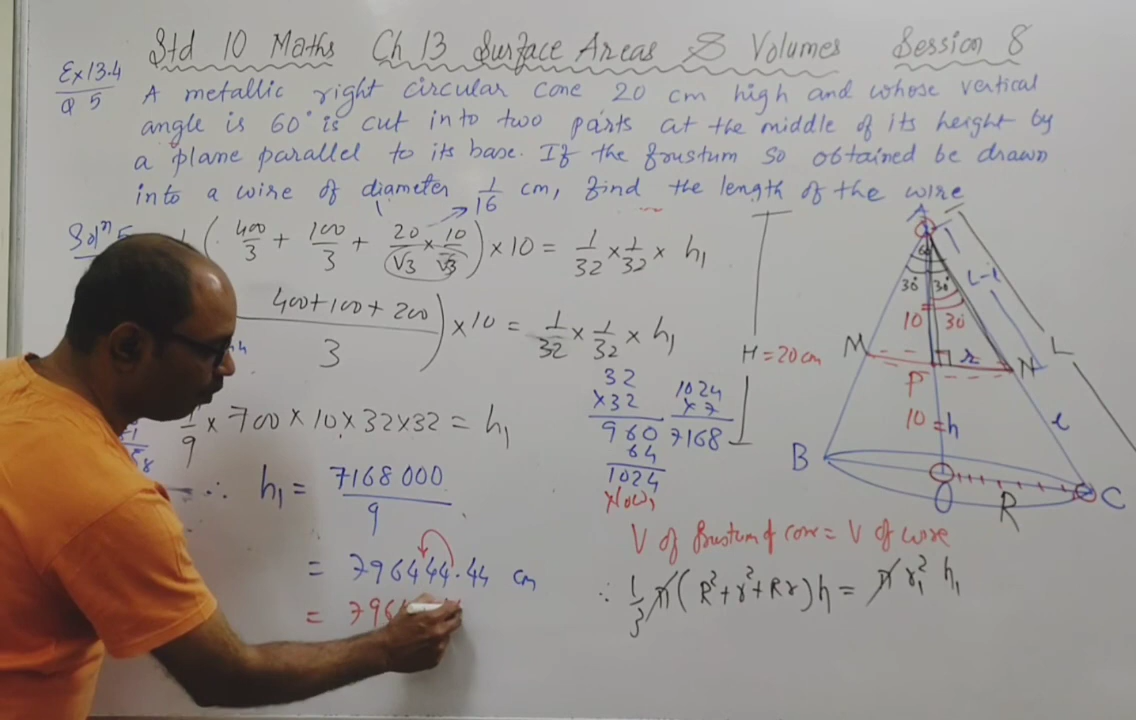 Std 10 Maths Ch 13 Surface Areas & Volumes Session 8
Ex 13.4
Q 5
A metallic right circular cone 20 cm high and whose vertical
angle is 60° is cut into two parts at the middle of its height by
a plane parallel to its base. If the frustum so obtained be drawn
into a wire of diameter 1/16 cm, find the length of the wire
Solⁿ 5
( 400/3 + 100/3 + 20/√3 × 10/√3 ) × 10 = 1/32 × 1/32 × h₁
400+100+200 / 3 ) × 10 = 1/32 × 1/32 × h₁
1/9 × 700 × 10 × 32 × 32 = h₁
∴ h₁ = 7168000 / 9
= 796444.44 cm
= 796
32
×32
960
64
1024
1024
×7
7168
Now,
V of frustum of cone = V of wire
∴ 1/3 π ( R² + r² + Rr ) h = π r₁² h₁
H = 20 cm
A
60
30° 30°
L-l
10 = 30
L
M P r N
10 = h
l
B O R C